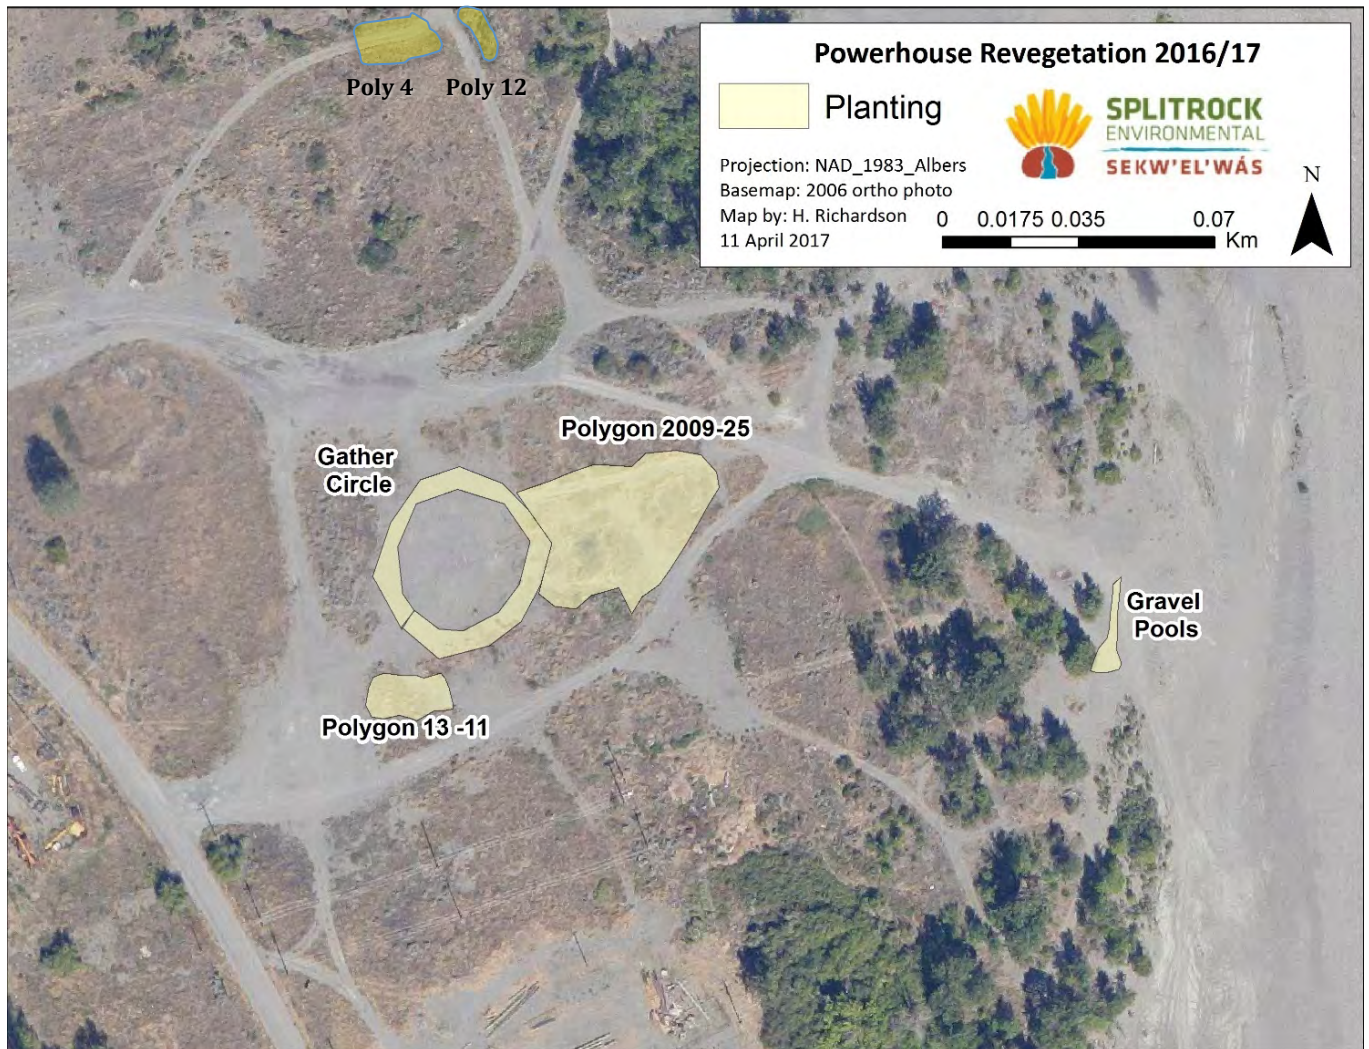 Poly 4
Poly 12
Powerhouse Revegetation 2016/17
Planting
SPLITROCK
ENVIRONMENTAL
SEKW'EL'WÁS
Projection: NAD_1983_Albers
Basemap: 2006 ortho photo
Map by: H. Richardson
11 April 2017
0 0.0175 0.035 0.07
Km
N
Polygon 2009-25
Gather
Circle
Gravel
Pools
Polygon 13 -11